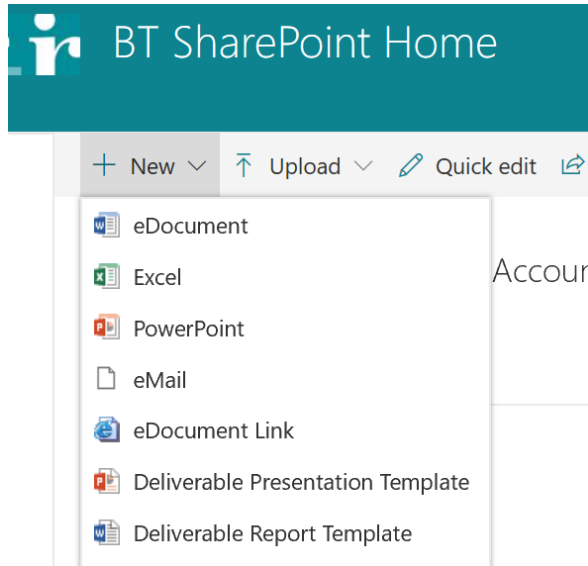 BT SharePoint Home
New Upload Quick edit
eDocument
Excel
Accoun
PowerPoint
eMail
eDocument Link
Deliverable Presentation Template
Deliverable Report Template